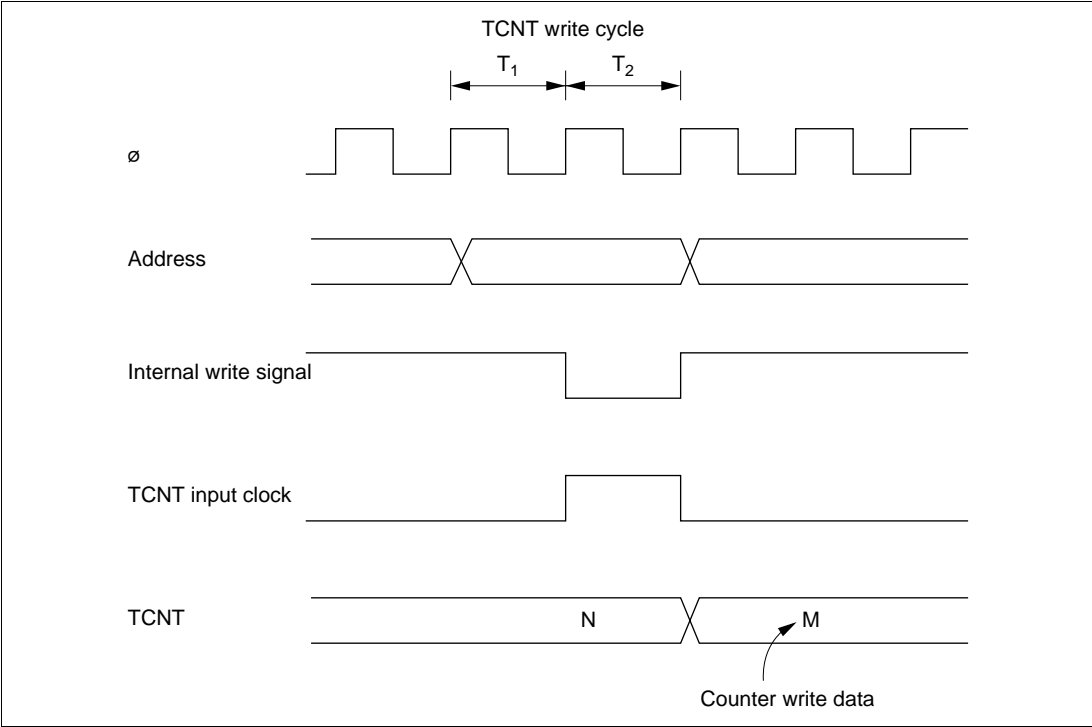 TCNT write cycle
T₁ T₂
ø
Address
Internal write signal
TCNT input clock
TCNT N M
Counter write data